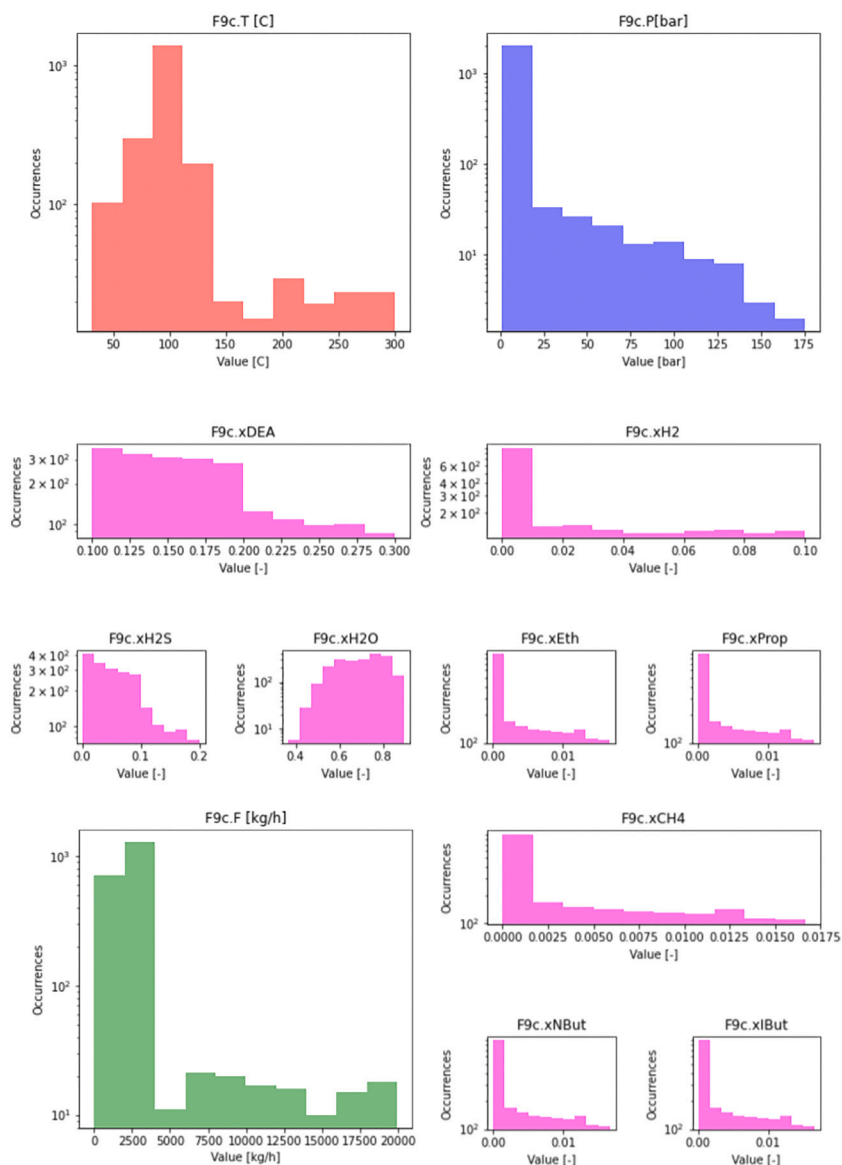 F9c.T [C]
F9c.P[bar]
Occurrences
10³
10²
50 100 150 200 250 300
Value [C]
Occurrences
10³
10²
10¹
0 25 50 75 100 125 150 175
Value [bar]
F9c.xDEA
F9c.xH2
Occurrences
3 × 10²
2 × 10²
10²
0.100 0.125 0.150 0.175 0.200 0.225 0.250 0.275 0.300
Value [-]
Occurrences
6 × 10²
4 × 10²
3 × 10²
2 × 10²
0.00 0.02 0.04 0.06 0.08 0.10
Value [-]
F9c.xH2S
F9c.xH2O
F9c.xEth
F9c.xProp
Occurrences
4 × 10²
3 × 10²
2 × 10²
10²
0.0 0.1 0.2
Value [-]
Occurrences
10²
10¹
0.4 0.6 0.8
Value [-]
Occurrences
10²
0.00 0.01
Value [-]
Occurrences
10²
0.00 0.01
Value [-]
F9c.F [kg/h]
Occurrences
10³
10²
10¹
0 2500 5000 7500 10000 12500 15000 17500 20000
Value [kg/h]
F9c.xCH4
Occurrences
10²
0.0000 0.0025 0.0050 0.0075 0.0100 0.0125 0.0150 0.0175
Value [-]
F9c.xNBut
F9c.xIBut
Occurrences
10²
0.00 0.01
Value [-]
Occurrences
10²
0.00 0.01
Value [-]